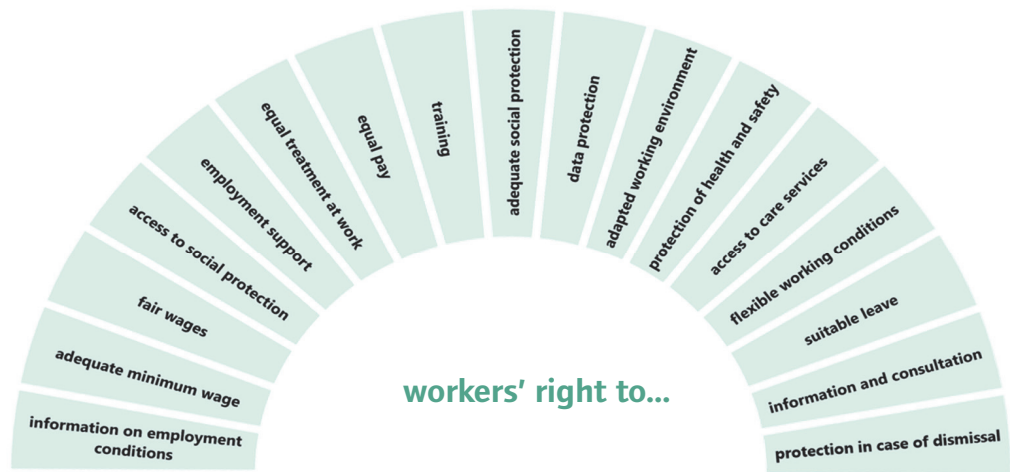 information on employment
conditions
adequate minimum wage
fair wages
access to social protection
employment support
equal treatment at work
equal pay
training
adequate social protection
data protection
adapted working environment
protection of health and safety
access to care services
flexible working conditions
suitable leave
information and consultation
protection in case of dismissal
workers’ right to...